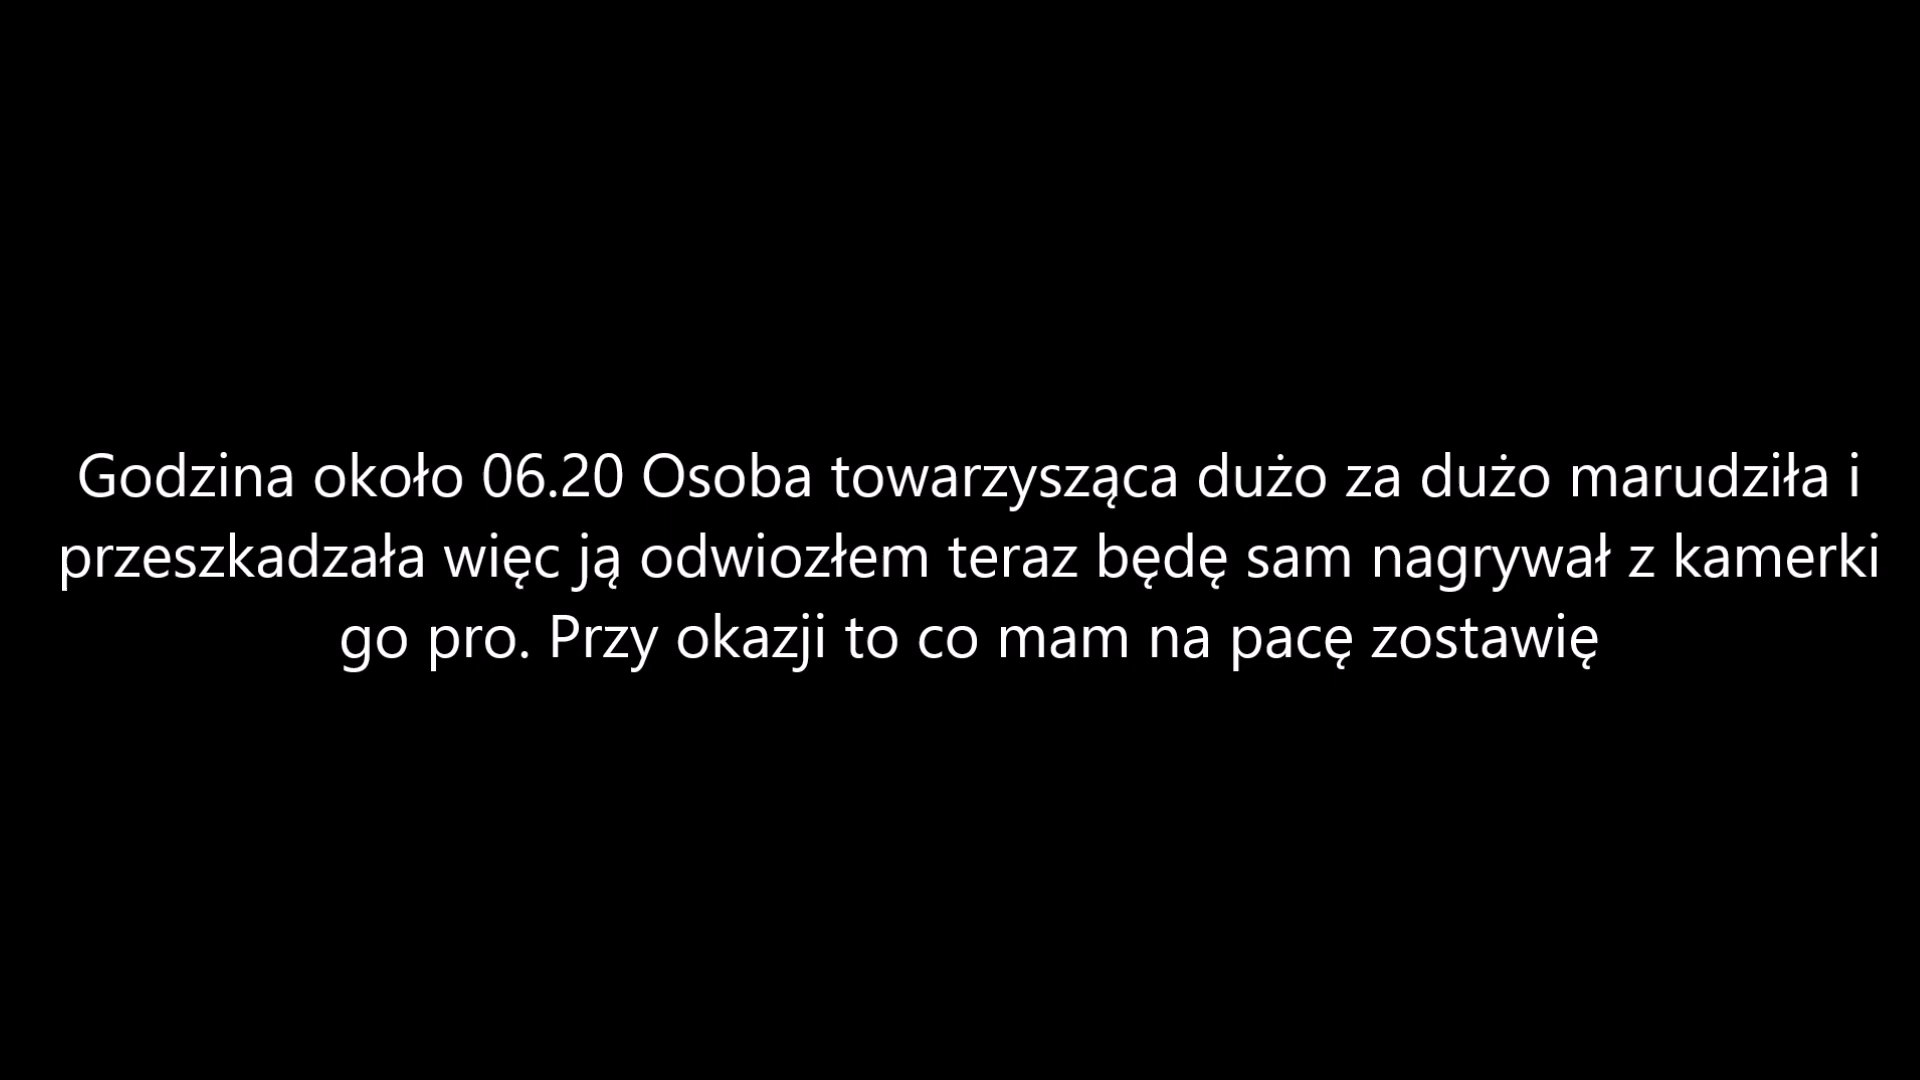 Godzina około 06.20 Osoba towarzysząca dużo za dużo marudziła i
przeszkadzała więc ją odwiozłem teraz będę sam nagrywał z kamerki
go pro. Przy okazji to co mam na pacę zostawię